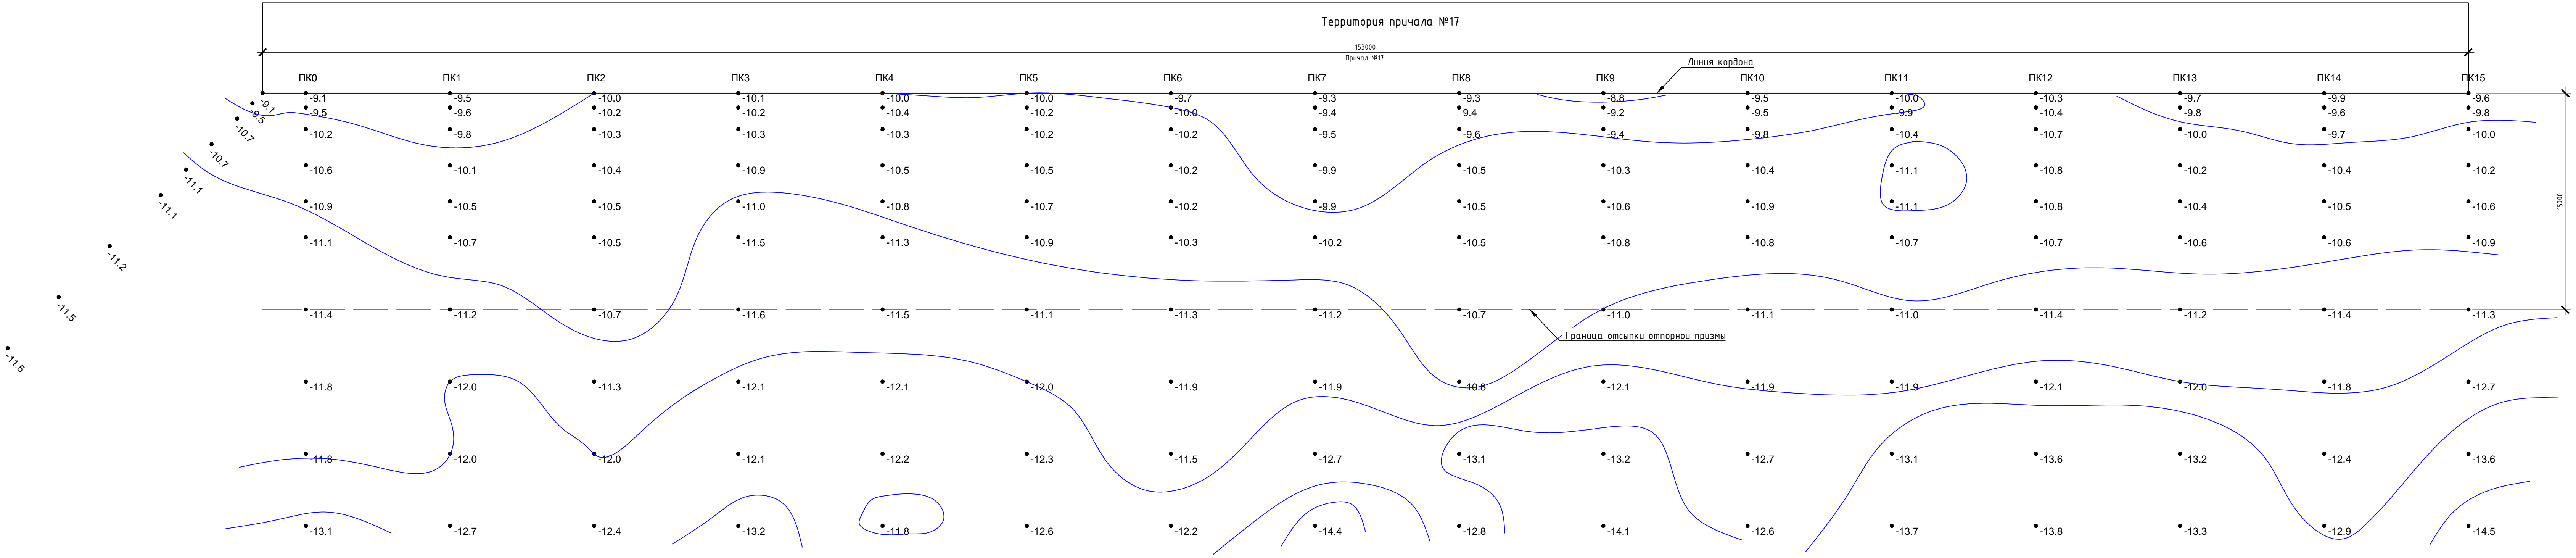 Территория причала №17
153000
Причал №17
Линия кордона
ПК0 ПК1 ПК2 ПК3 ПК4 ПК5 ПК6 ПК7 ПК8 ПК9 ПК10 ПК11 ПК12 ПК13 ПК14 ПК15
-9.1 -9.1 -9.5 -10.0 -10.1 -10.0 -10.0 -9.7 -9.3 -9.3 -8.8 -9.5 -10.0 -10.3 -9.7 -9.9 -9.6
-9.5 -9.5 -9.6 -10.2 -10.2 -10.4 -10.2 -10.0 -9.4 9.4 -9.2 -9.5 -9.9 -10.4 -9.8 -9.6 -9.8
-10.7 -10.2 -9.8 -10.3 -10.3 -10.3 -10.2 -10.2 -9.5 -9.6 -9.4 -9.8 -10.4 -10.7 -10.0 -9.7 -10.0
-10.7 -10.6 -10.1 -10.4 -10.9 -10.5 -10.5 -10.2 -9.9 -10.5 -10.3 -10.4 -11.1 -10.8 -10.2 -10.4 -10.2
-11.1
-11.1 -10.9 -10.5 -10.5 -11.0 -10.8 -10.7 -10.2 -9.9 -10.5 -10.6 -10.9 -11.1 -10.8 -10.4 -10.5 -10.6
15000
-11.2 -11.1 -10.7 -10.5 -11.5 -11.3 -10.9 -10.3 -10.2 -10.5 -10.8 -10.8 -10.7 -10.7 -10.6 -10.6 -10.9
-11.5 -11.4 -11.2 -10.7 -11.6 -11.5 -11.1 -11.3 -11.2 -10.7 -11.0 -11.1 -11.0 -11.4 -11.2 -11.4 -11.3
Граница отсыпки отпорной призмы
-11.5 -11.8 -12.0 -11.3 -12.1 -12.1 -12.0 -11.9 -11.9 -10.8 -12.1 -11.9 -11.9 -12.1 -12.0 -11.8 -12.7
-11.8 -12.0 -12.0 -12.1 -12.2 -12.3 -11.5 -12.7 -13.1 -13.2 -12.7 -13.1 -13.6 -13.2 -12.4 -13.6
-13.1 -12.7 -12.4 -13.2 -11.8 -12.6 -12.2 -14.4 -12.8 -14.1 -12.6 -13.7 -13.8 -13.3 -12.9 -14.5